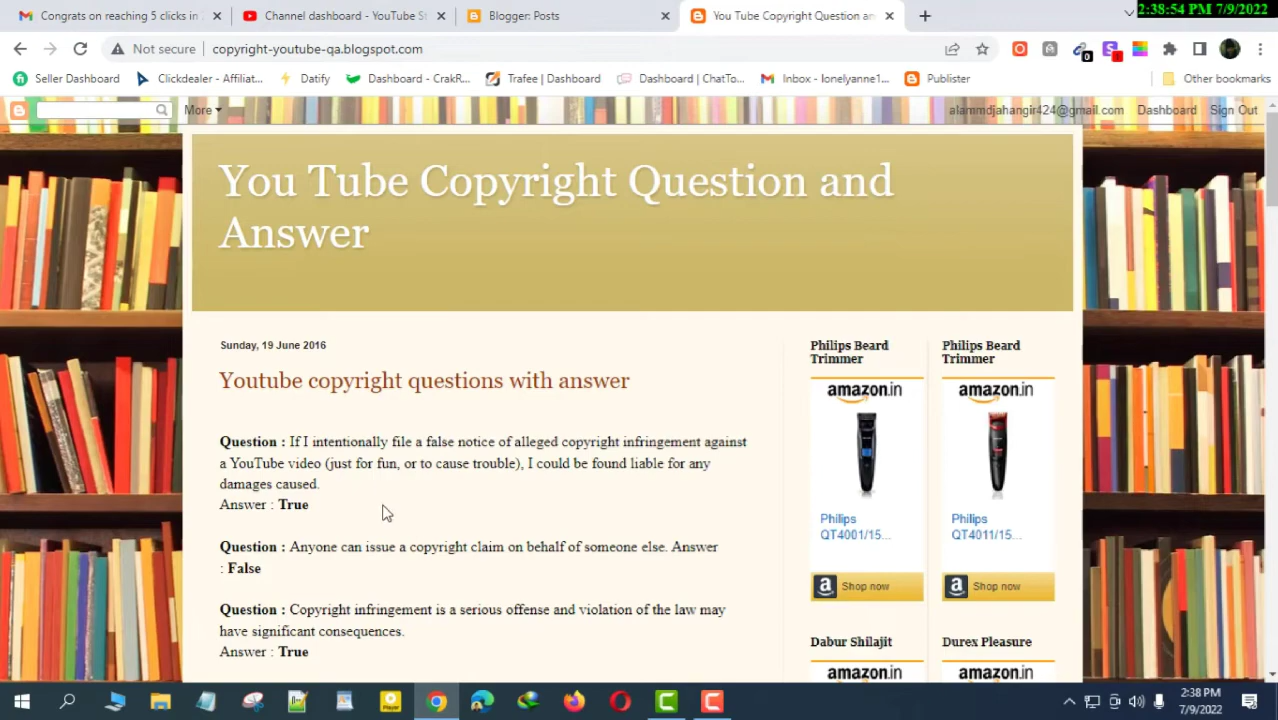 2:38:54 PM 7/9/2022
Congrats on reaching 5 clicks in
Channel dashboard - YouTube S
Blogger: Posts
You Tube Copyright Question an
Not secure
copyright-youtube-qa.blogspot.com
0
Seller Dashboard
Clickdealer - Affiliat...
Datify
Dashboard - CrakR...
Trafee | Dashboard
Dashboard | ChatTo...
Inbox - lonelyanne1...
Publister
Other bookmarks
More
alammdjahangir424@gmail.com
Dashboard
Sign Out
You Tube Copyright Question and
Answer
Sunday, 19 June 2016
Youtube copyright questions with answer
Question : If I intentionally file a false notice of alleged copyright infringement against
a YouTube video (just for fun, or to cause trouble), I could be found liable for any
damages caused.
Answer : True
Question : Anyone can issue a copyright claim on behalf of someone else. Answer
: False
Question : Copyright infringement is a serious offense and violation of the law may
have significant consequences.
Answer : True
Philips Beard
Trimmer
amazon.in
Philips
QT4001/15...
Shop now
Dabur Shilajit
amazon.in
Philips Beard
Trimmer
amazon.in
Philips
QT4011/15...
Shop now
Durex Pleasure
amazon.in
2:38 PM
7/9/2022